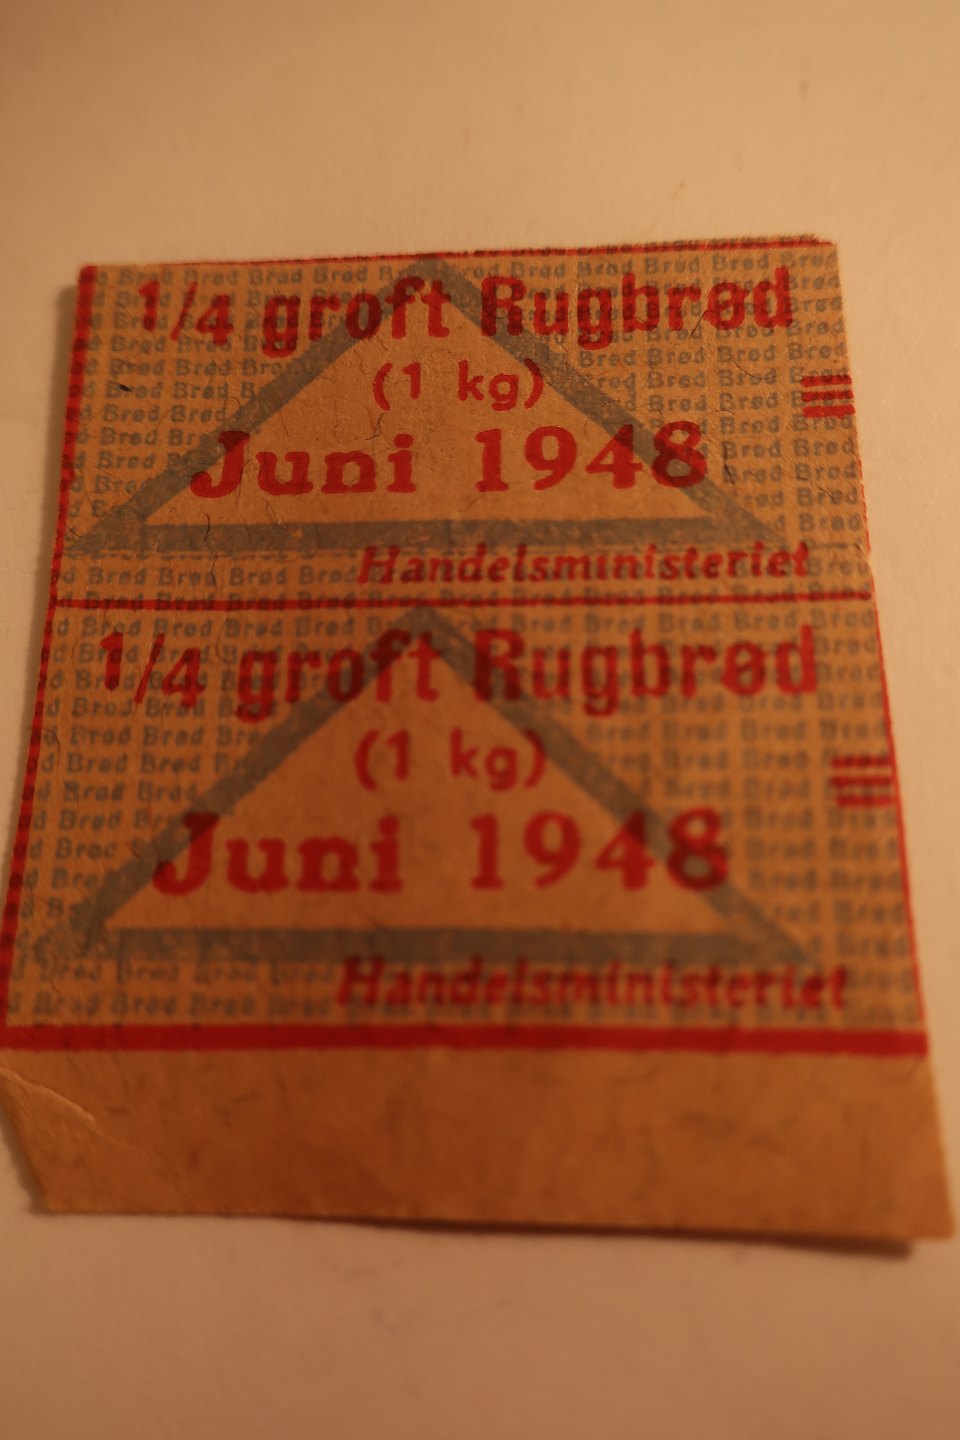 1/4 groft Rugbrød
(1 kg)
Juni 1948
Handelsministeriet
1/4 groft Rugbrød
(1 kg)
Juni 1948
Handelsministeriet